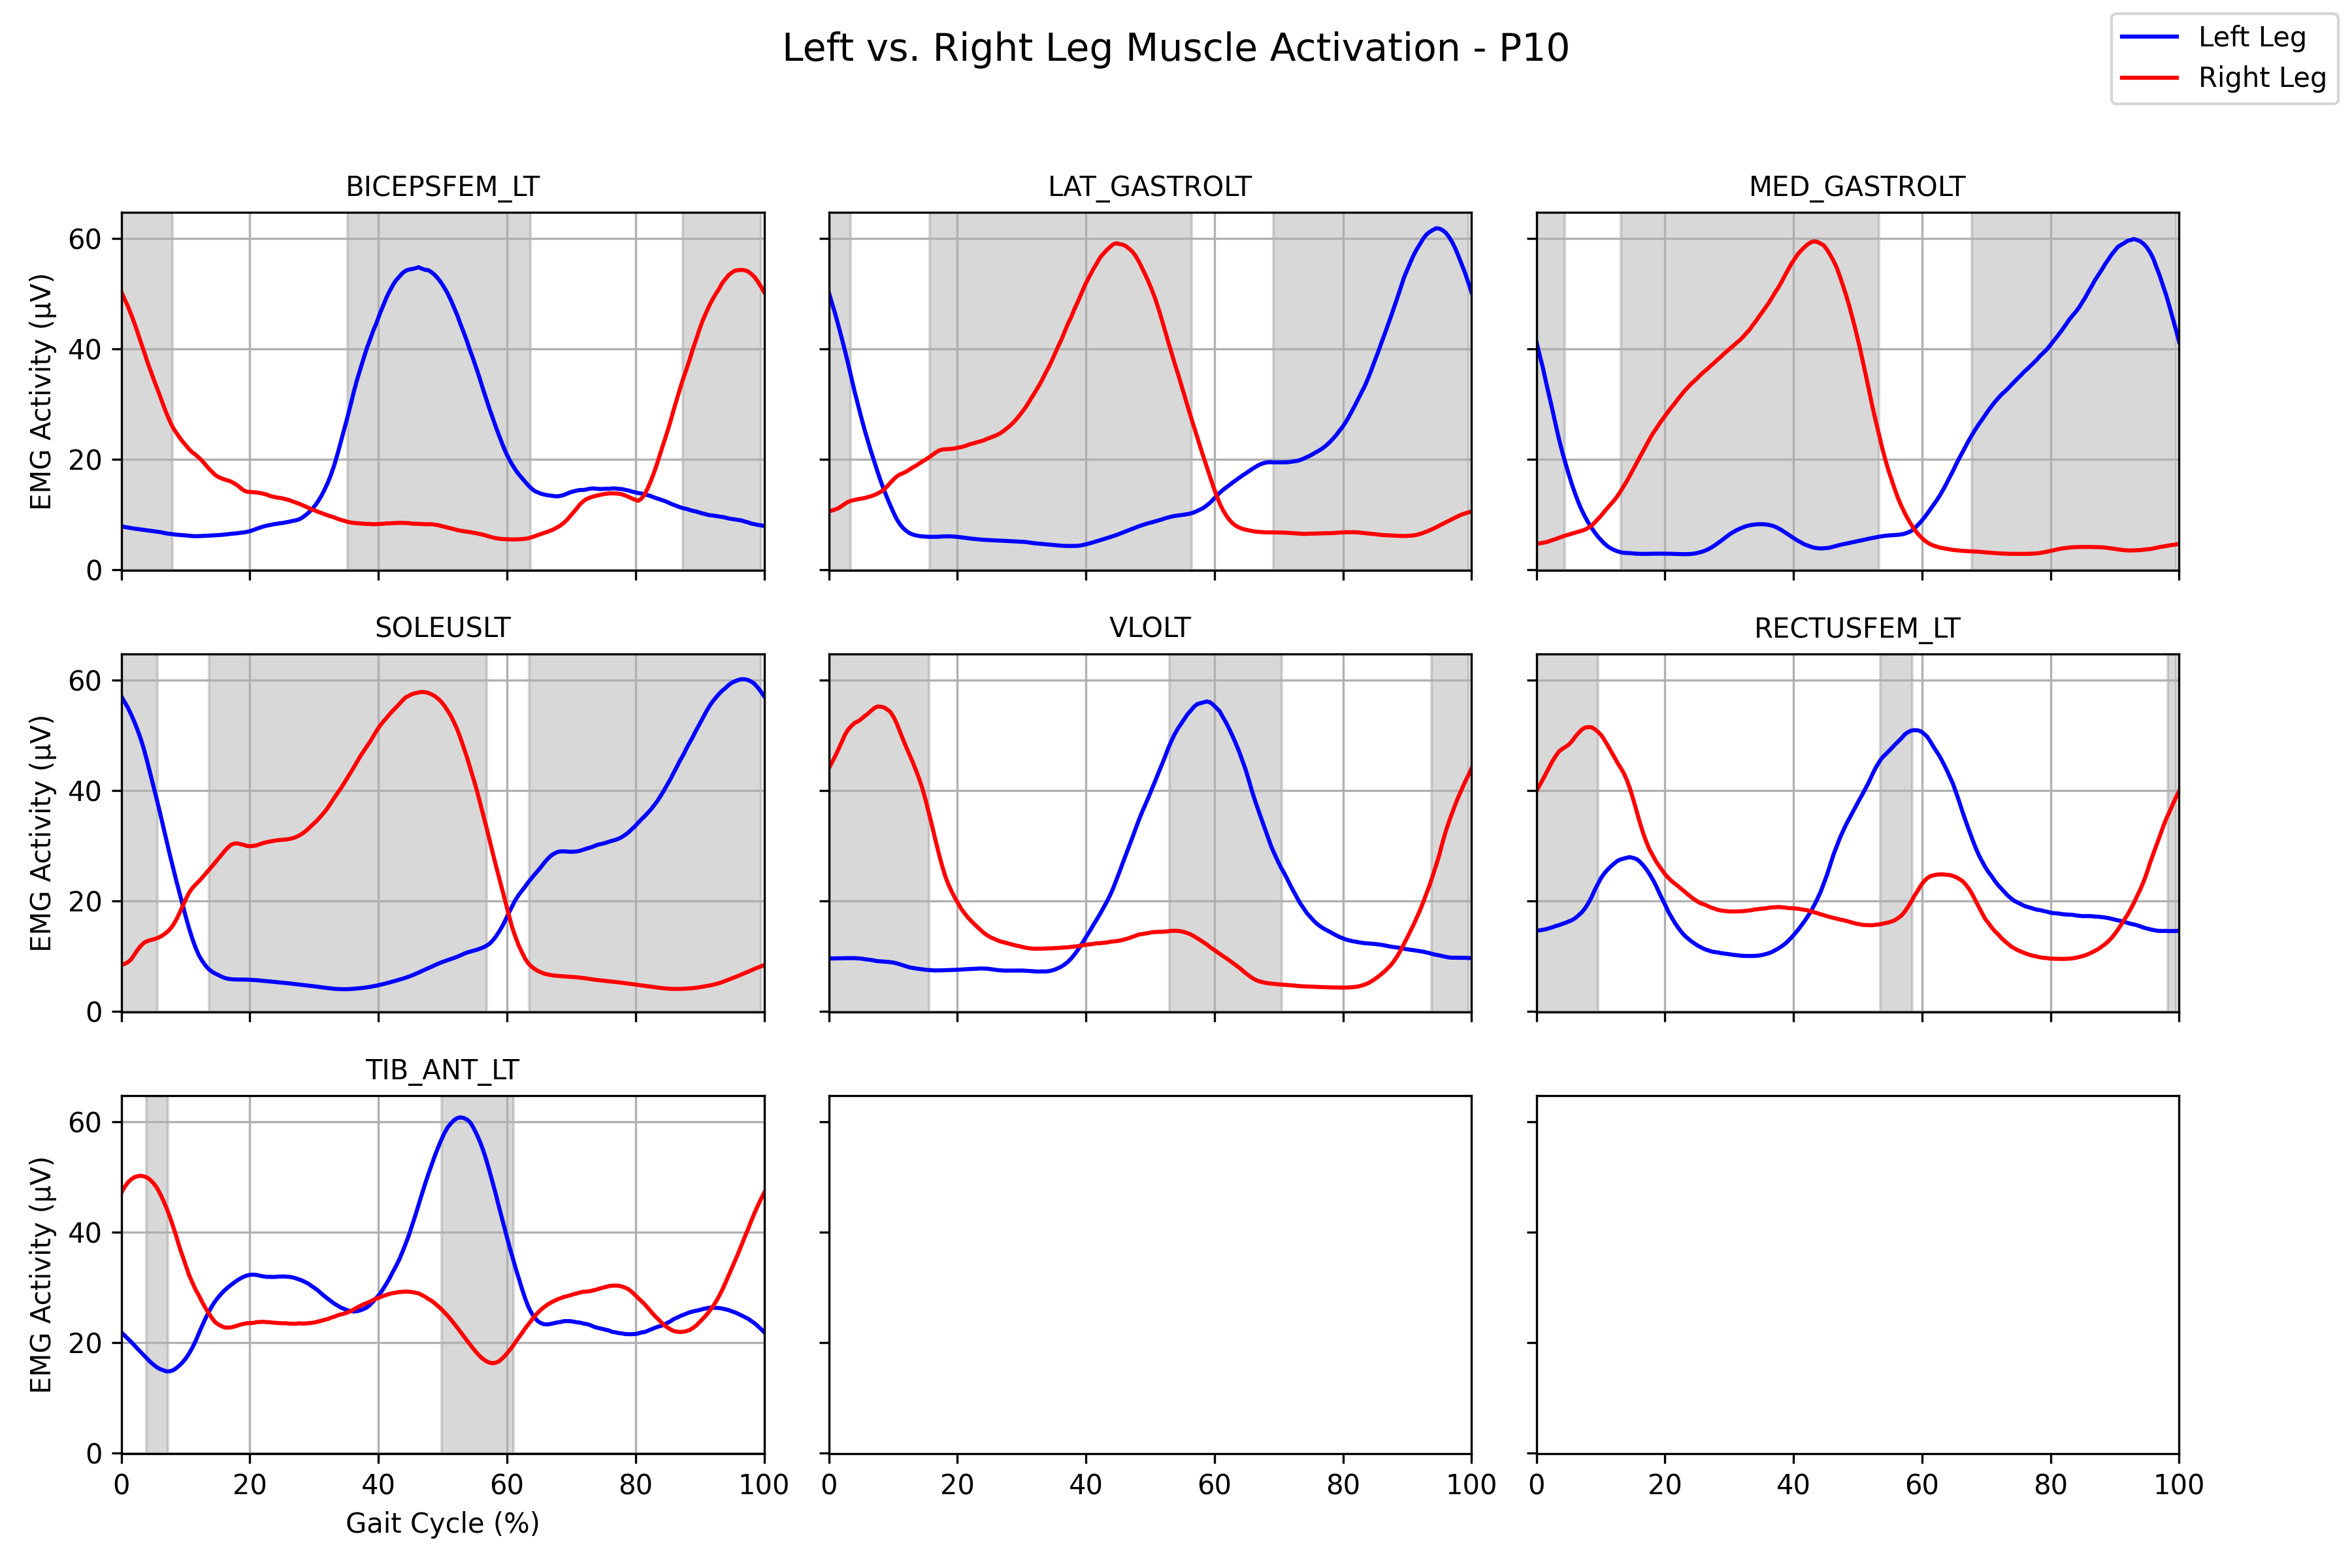 Left vs. Right Leg Muscle Activation - P10
Left Leg
Right Leg
BICEPSFEM_LT
LAT_GASTROLT
MED_GASTROLT
EMG Activity (µV)
60
40
20
0
SOLEUSLT
VLOLT
RECTUSFEM_LT
EMG Activity (µV)
60
40
20
0
TIB_ANT_LT
EMG Activity (µV)
60
40
20
0
0 20 40 60 80 100
0 20 40 60 80 100
0 20 40 60 80 100
Gait Cycle (%)